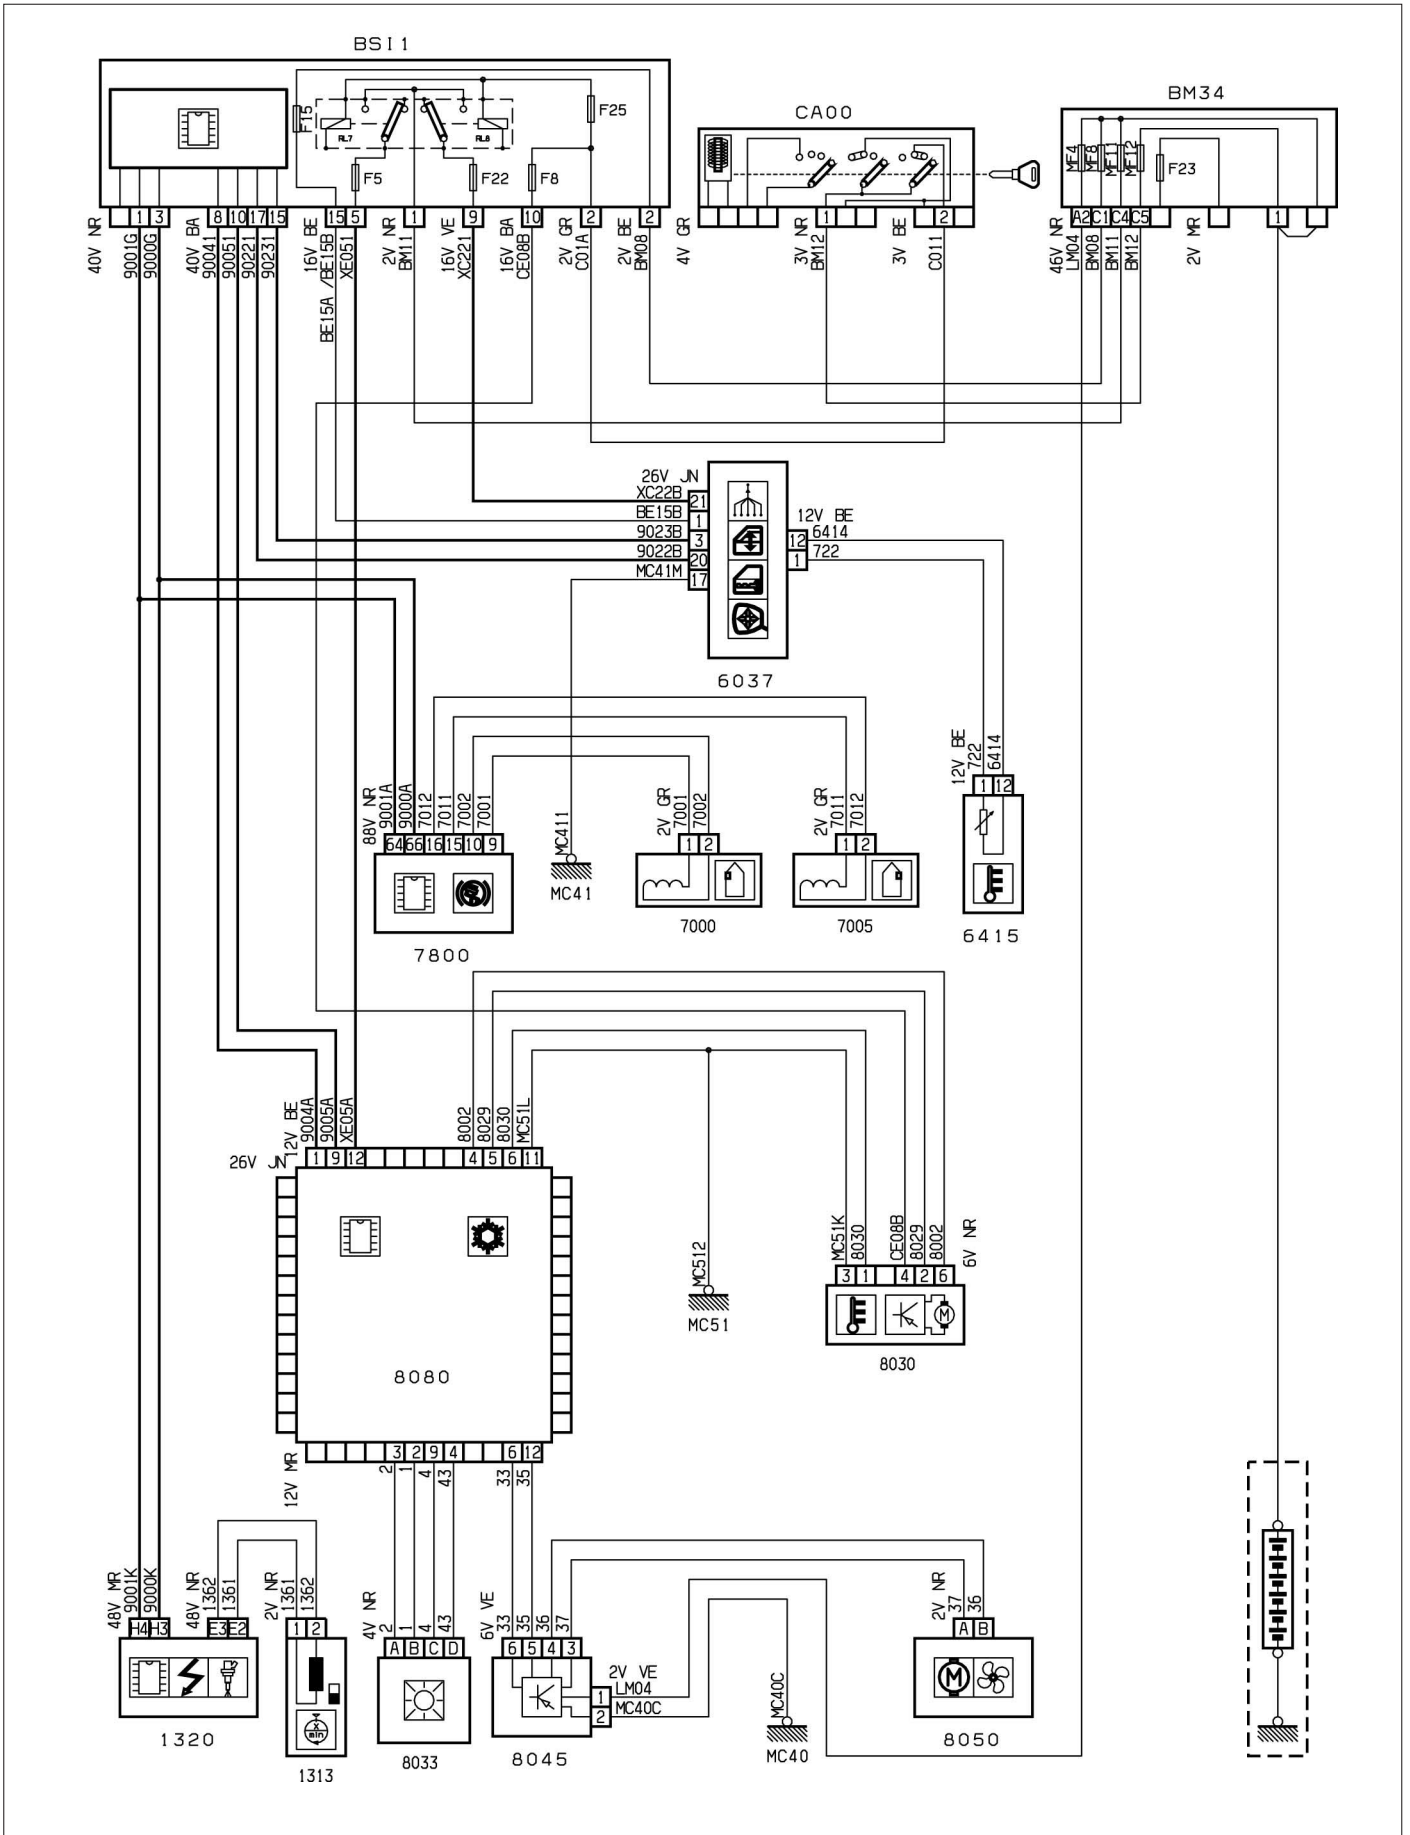 BSI1
CA00
BM34
F15
RL7
RL8
F25
F5
F22
F8
MF4
MF8
MF11
MF12
F23
1 3 8 10 17 15 15 5 1 9 10 2 2
1 2
A2 C1 C4 C5 1
40V NR
9001G
9000G
40V BA
90041
90051
90221
90231
16V BE
BE15A /BE15B
XE051
2V NR
BM11
16V VE
XC221
16V BA
CE08B
2V GR
C01A
2V BE
BM08
4V GR
3V NR
BM12
3V BE
C011
46V NR
LM04
BM08
BM11
BM12
2V MR
26V JN
XC22B 21
BE15B 1
9023B 3
9022B 20
MC41M 17
12V BE
12 6414
1 722
6037
88V NR
9001A
9000A
7012
7011
7002
7001
64 66 16 15 10 9
7800
MC411
MC41
2V GR
7001
7002
1 2
7000
2V GR
7011
7012
1 2
7005
12V BE
722
6414
1 12
6415
12V BE
9004A
9005A
XE05A
8002
8029
8030
MC51L
26V JN
1 9 12 4 5 6 11
8080
MC512
MC51
MC51K
8030
CE08B
8029
8002
6V NR
3 1 4 2 6
M
8030
3 2 9 4 6 12
12V MR
2
1
4
43
33
35
48V MR
9001K
9000K
48V NR
1362
1361
2V NR
1361
1362
H4 H3 E3 E2
1 2
1320
x
min
1313
4V NR
2
1
4
43
A B C D
8033
6V VE
33
35
36
37
6 5 4 3
2V VE
1 LM04
2 MC40C
8045
MC40C
MC40
2V NR
37
36
A B
M
8050